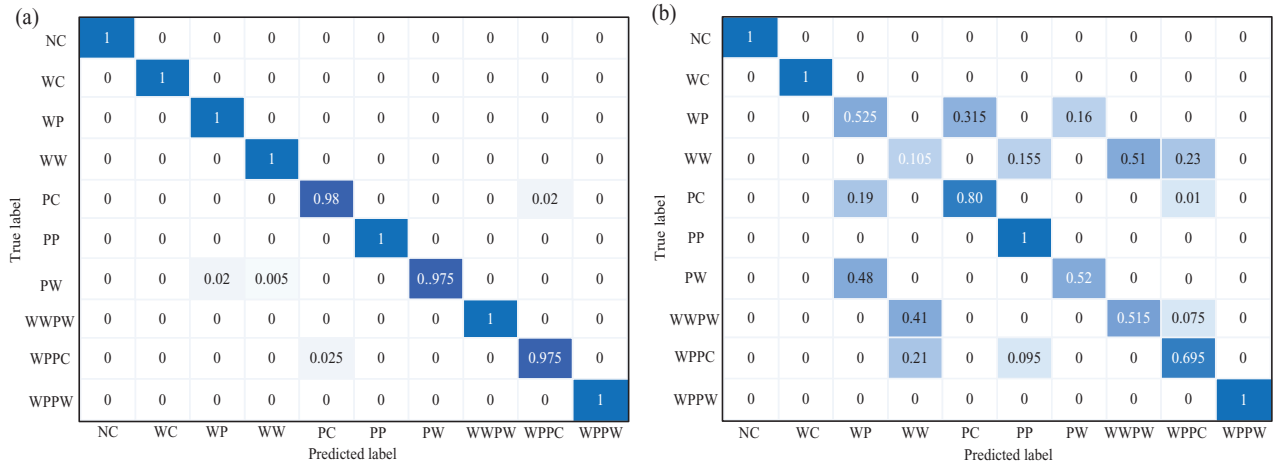 (a)
NC 1 0 0 0 0 0 0 0 0 0
WC 0 1 0 0 0 0 0 0 0 0
WP 0 0 1 0 0 0 0 0 0 0
WW 0 0 0 1 0 0 0 0 0 0
PC 0 0 0 0 0.98 0 0 0 0.02 0
PP 0 0 0 0 0 1 0 0 0 0
PW 0 0 0.02 0.005 0 0 0..975 0 0 0
WWPW 0 0 0 0 0 0 0 1 0 0
WPPC 0 0 0 0 0.025 0 0 0 0.975 0
WPPW 0 0 0 0 0 0 0 0 0 1
NC WC WP WW PC PP PW WWPW WPPC WPPW
True label
Predicted label
(b)
NC 1 0 0 0 0 0 0 0 0 0
WC 0 1 0 0 0 0 0 0 0 0
WP 0 0 0.525 0 0.315 0 0.16 0 0 0
WW 0 0 0 0.105 0 0.155 0 0.51 0.23 0
PC 0 0 0.19 0 0.80 0 0 0 0.01 0
PP 0 0 0 0 0 1 0 0 0 0
PW 0 0 0.48 0 0 0 0.52 0 0 0
WWPW 0 0 0 0.41 0 0 0 0.515 0.075 0
WPPC 0 0 0 0.21 0 0.095 0 0 0.695 0
WPPW 0 0 0 0 0 0 0 0 0 1
NC WC WP WW PC PP PW WWPW WPPC WPPW
True label
Predicted label